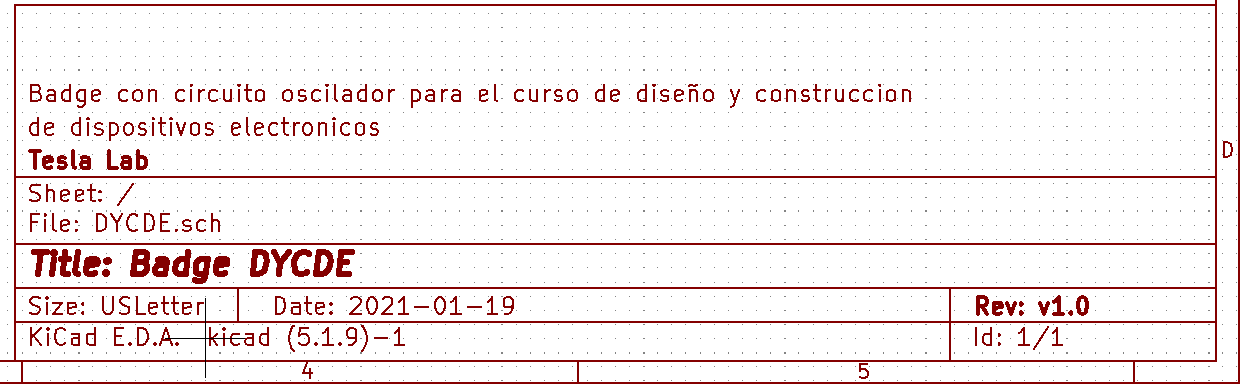 Badge con circuito oscilador para el curso de diseño y construccion
de dispositivos electronicos
Tesla Lab
D
Sheet: /
File: DYCDE.sch
Title: Badge DYCDE
Size: USLetter Date: 2021-01-19 Rev: v1.0
KiCad E.D.A. kicad (5.1.9)-1 Id: 1/1
4 5